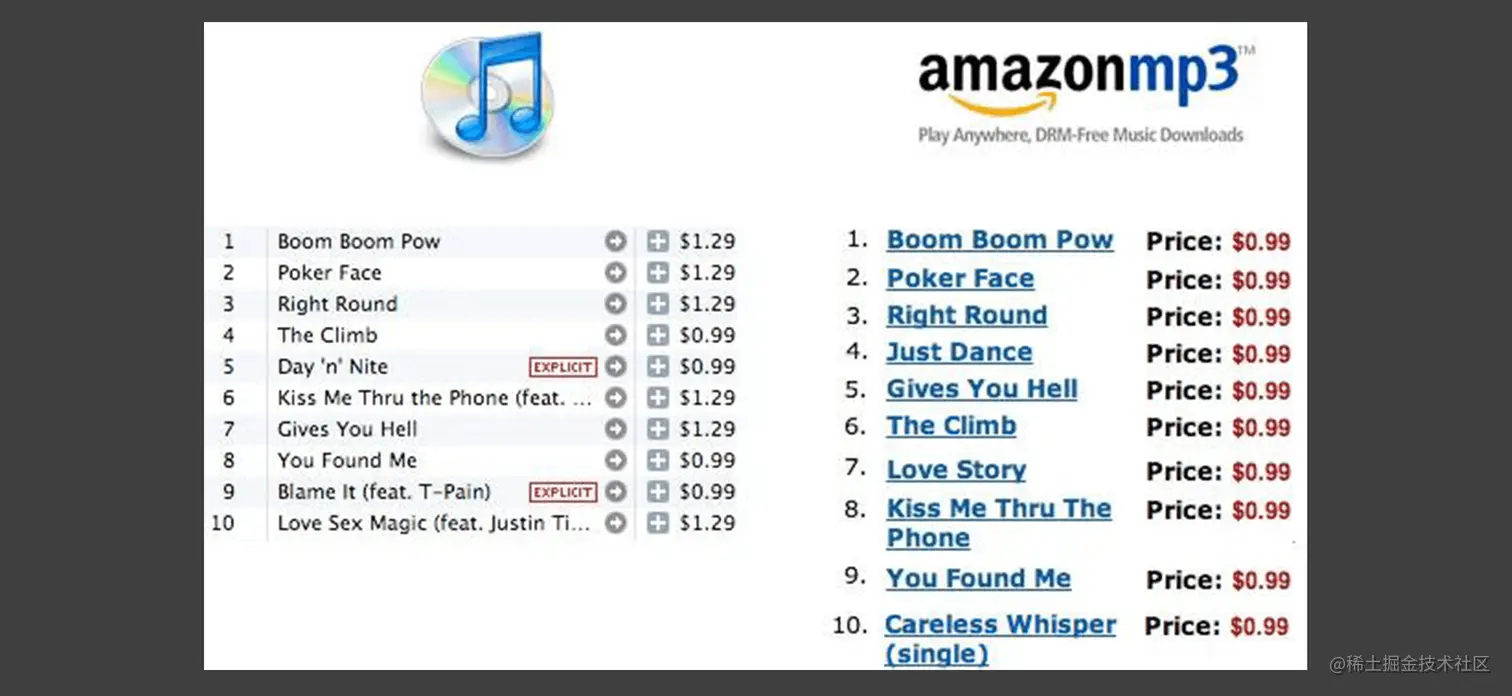 amazonmp3™
Play Anywhere, DRM-Free Music Downloads
1 Boom Boom Pow $1.29
2 Poker Face $1.29
3 Right Round $1.29
4 The Climb $0.99
5 Day 'n' Nite EXPLICIT $0.99
6 Kiss Me Thru the Phone (feat. ... $1.29
7 Gives You Hell $1.29
8 You Found Me $0.99
9 Blame It (feat. T-Pain) EXPLICIT $0.99
10 Love Sex Magic (feat. Justin Ti... $1.29
1. Boom Boom Pow Price: $0.99
2. Poker Face Price: $0.99
3. Right Round Price: $0.99
4. Just Dance Price: $0.99
5. Gives You Hell Price: $0.99
6. The Climb Price: $0.99
7. Love Story Price: $0.99
8. Kiss Me Thru The Price: $0.99
Phone
9. You Found Me Price: $0.99
10. Careless Whisper Price: $0.99
(single)
@稀土掘金技术社区